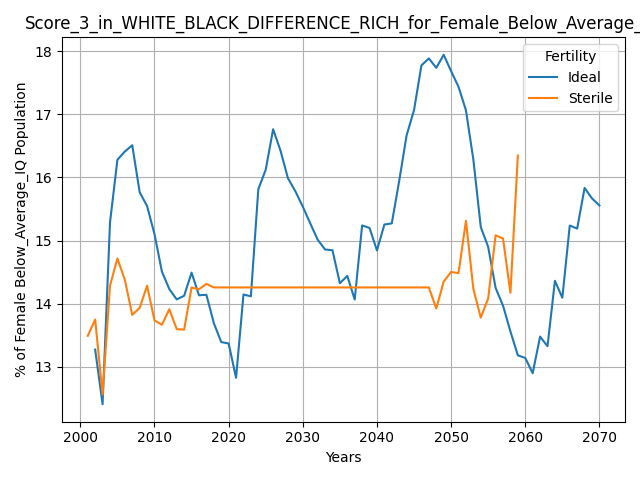 Score_3_in_WHITE_BLACK_DIFFERENCE_RICH_for_Female_Below_Average_
18
17
16
15
14
13
% of Female Below_Average_IQ Population
Fertility
Ideal
Sterile
2000 2010 2020 2030 2040 2050 2060 2070
Years